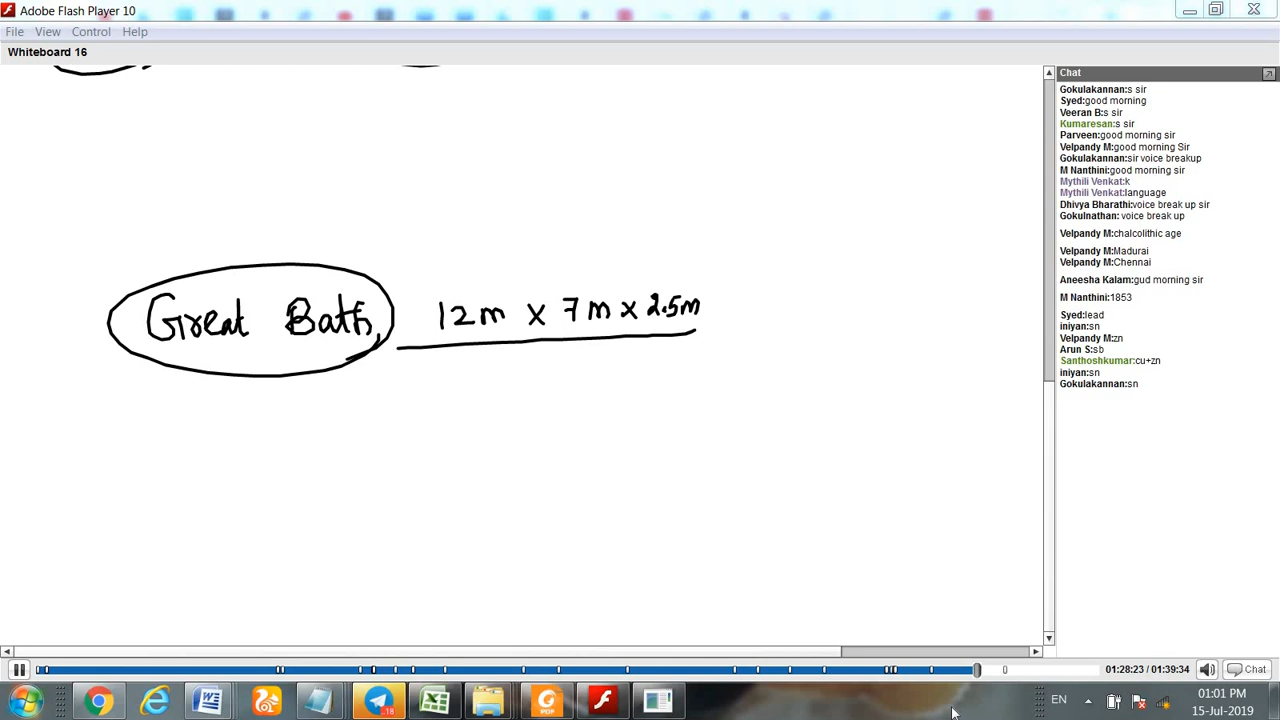 Adobe Flash Player 10
File View Control Help
Whiteboard 16
Great Bath, 12m x 7m x 2.5m
Chat
Gokulakannan:s sir
Syed:good morning
Veeran B:s sir
Kumaresan:s sir
Parveen:good morning sir
Velpandy M:good morning Sir
Gokulakannan:sir voice breakup
M Nanthini:good morning sir
Mythili Venkat:k
Mythili Venkat:language
Dhivya Bharathi:voice break up sir
Gokulnathan: voice break up
Velpandy M:chalcolithic age
Velpandy M:Madurai
Velpandy M:Chennai
Aneesha Kalam:gud morning sir
M Nanthini:1853
Syed:lead
iniyan:sn
Velpandy M:zn
Arun S:sb
Santhoshkumar:cu+zn
iniyan:sn
Gokulakannan:sn
01:28:23 / 01:39:34 Chat
18 PDF EN 01:01 PM
15-Jul-2019